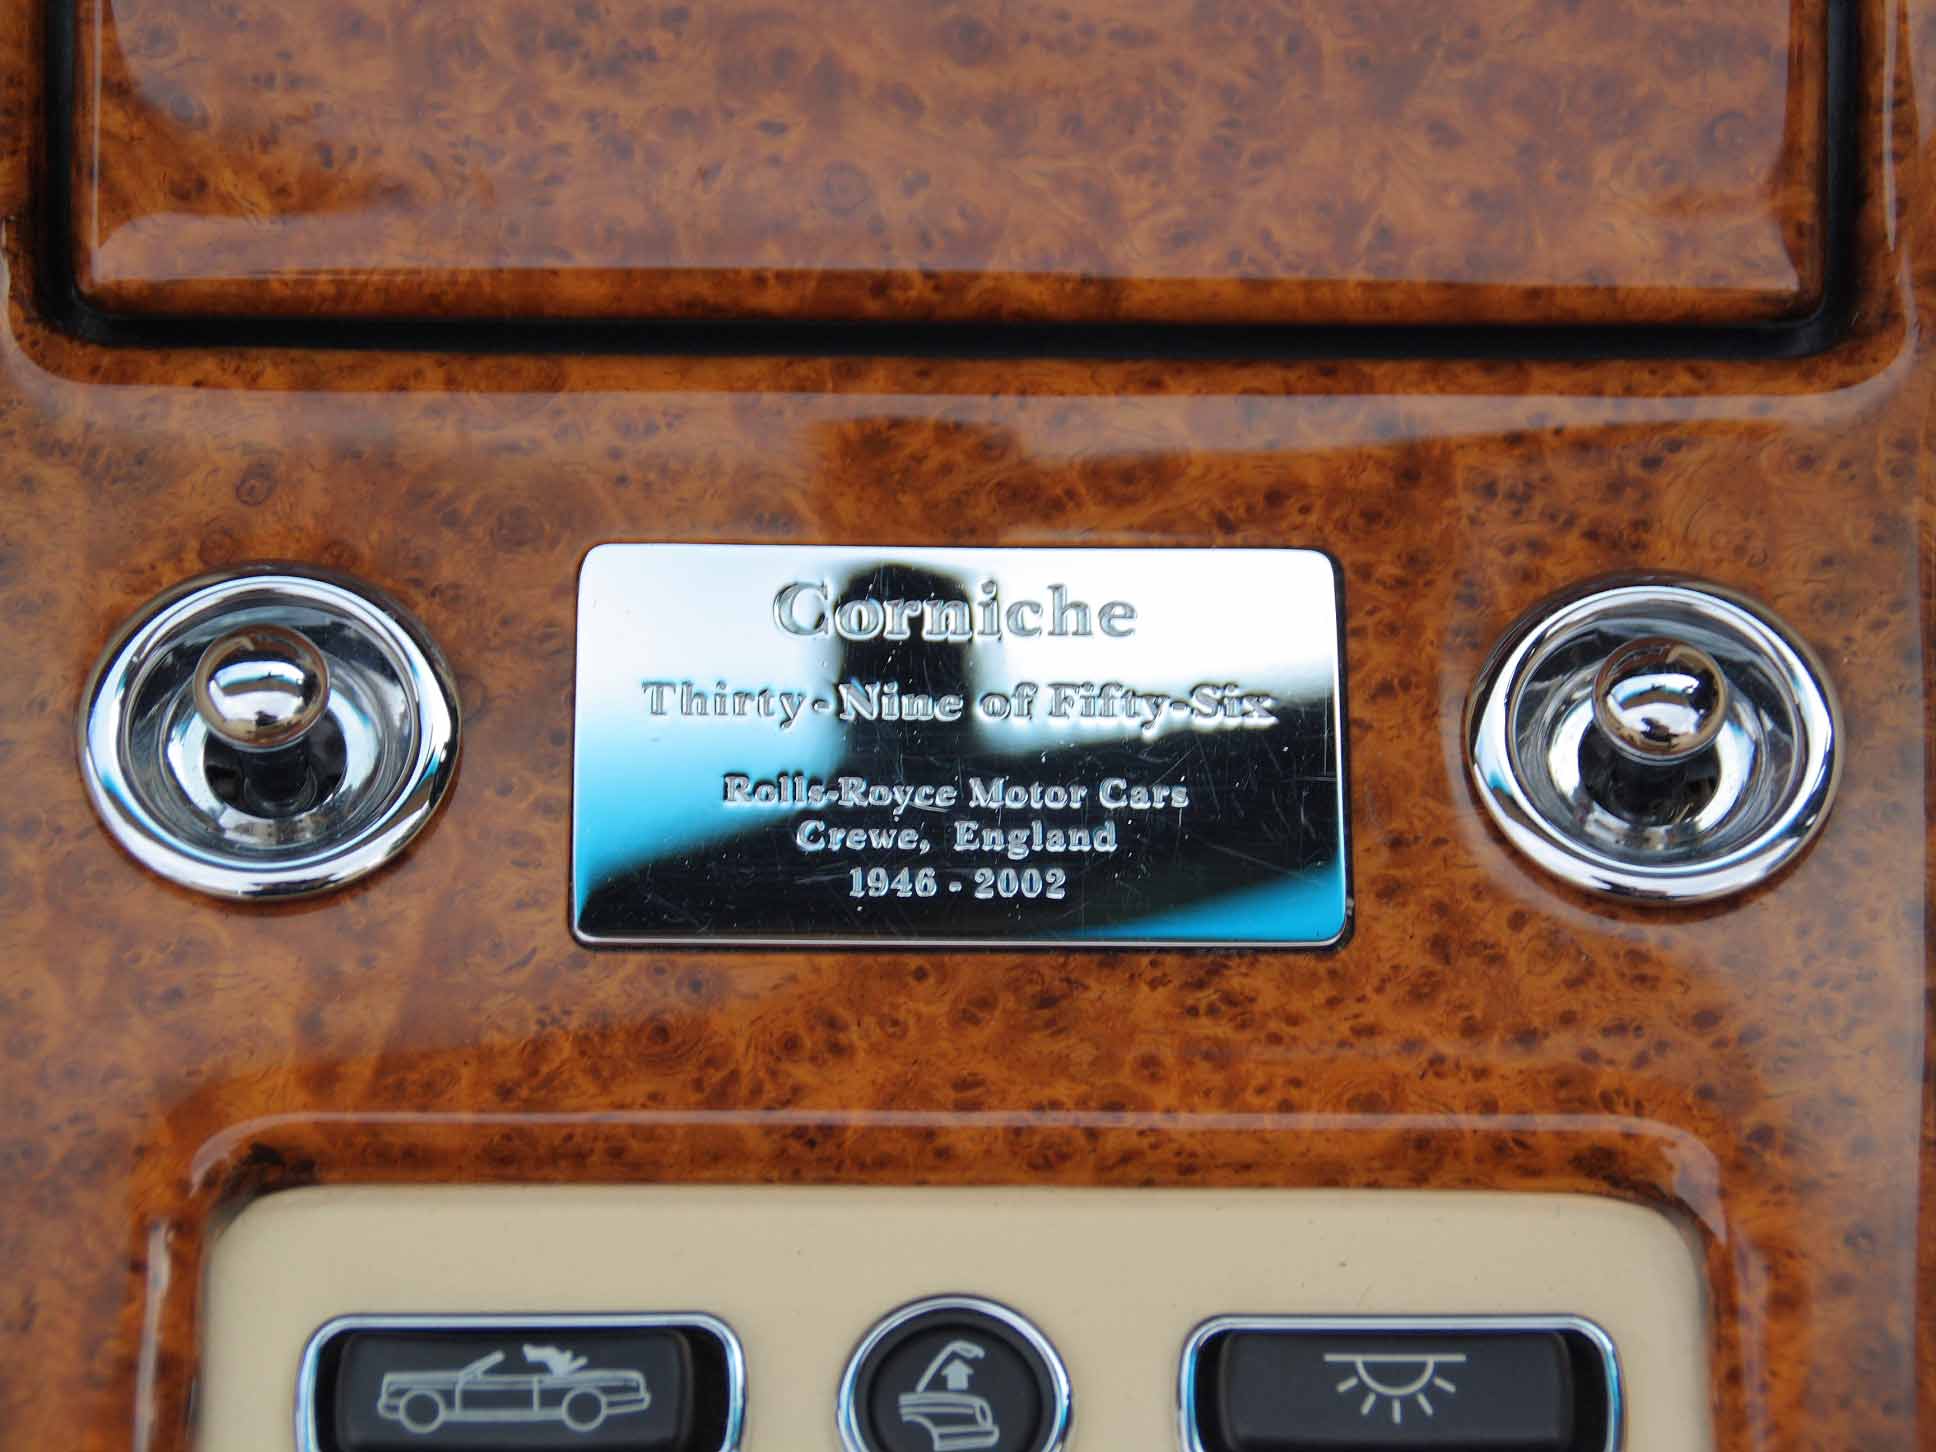 Corniche
Thirty-Nine of Fifty-Six
Rolls-Royce Motor Cars
Crewe, England
1946 - 2002